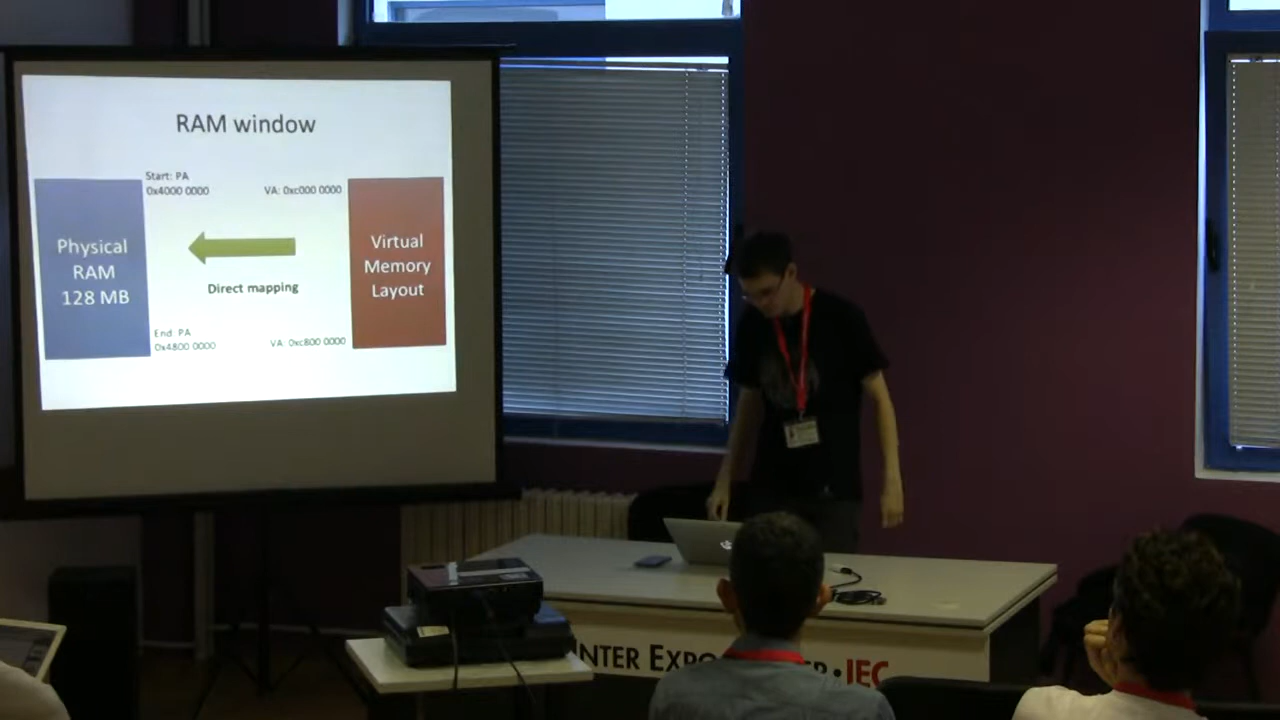 RAM window
Start: PA
0x4000 0000
VA: 0xc000 0000
Physical
RAM
128 MB
Virtual
Memory
Layout
Direct mapping
End: PA
0x4800 0000
VA: 0xc800 0000
INTER EXPO
IEC